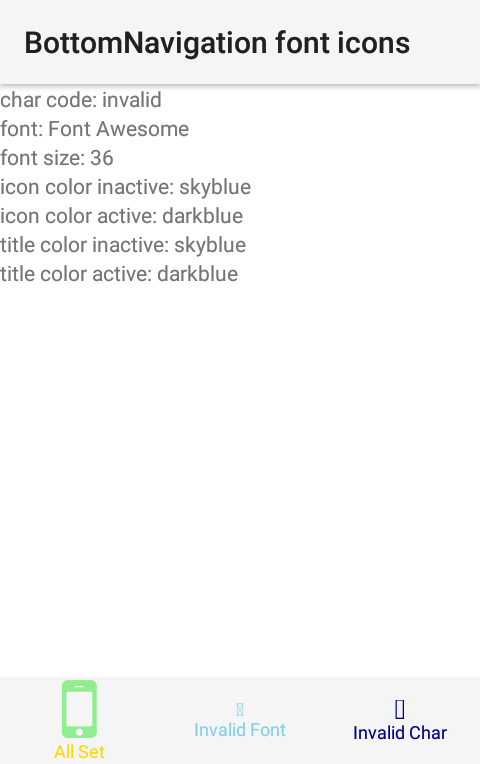 BottomNavigation font icons
char code: invalid
font: Font Awesome
font size: 36
icon color inactive: skyblue
icon color active: darkblue
title color inactive: skyblue
title color active: darkblue
All Set
Invalid Font
Invalid Char